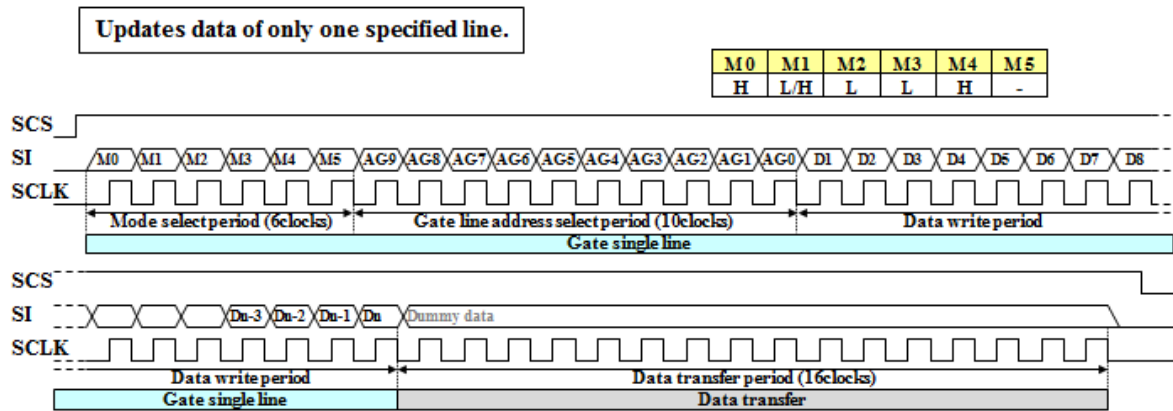 Updates data of only one specified line.
M0 M1 M2 M3 M4 M5
H L/H L L H -
SCS
SI M0 M1 M2 M3 M4 M5 AG9 AG8 AG7 AG6 AG5 AG4 AG3 AG2 AG1 AG0 D1 D2 D3 D4 D5 D6 D7 D8
SCLK
Mode select period (6clocks) Gate line address select period (10clocks) Data write period
Gate single line
SCS
SI Dn-3 Dn-2 Dn-1 Dn Dummy data
SCLK
Data write period Data transfer period (16clocks)
Gate single line Data transfer